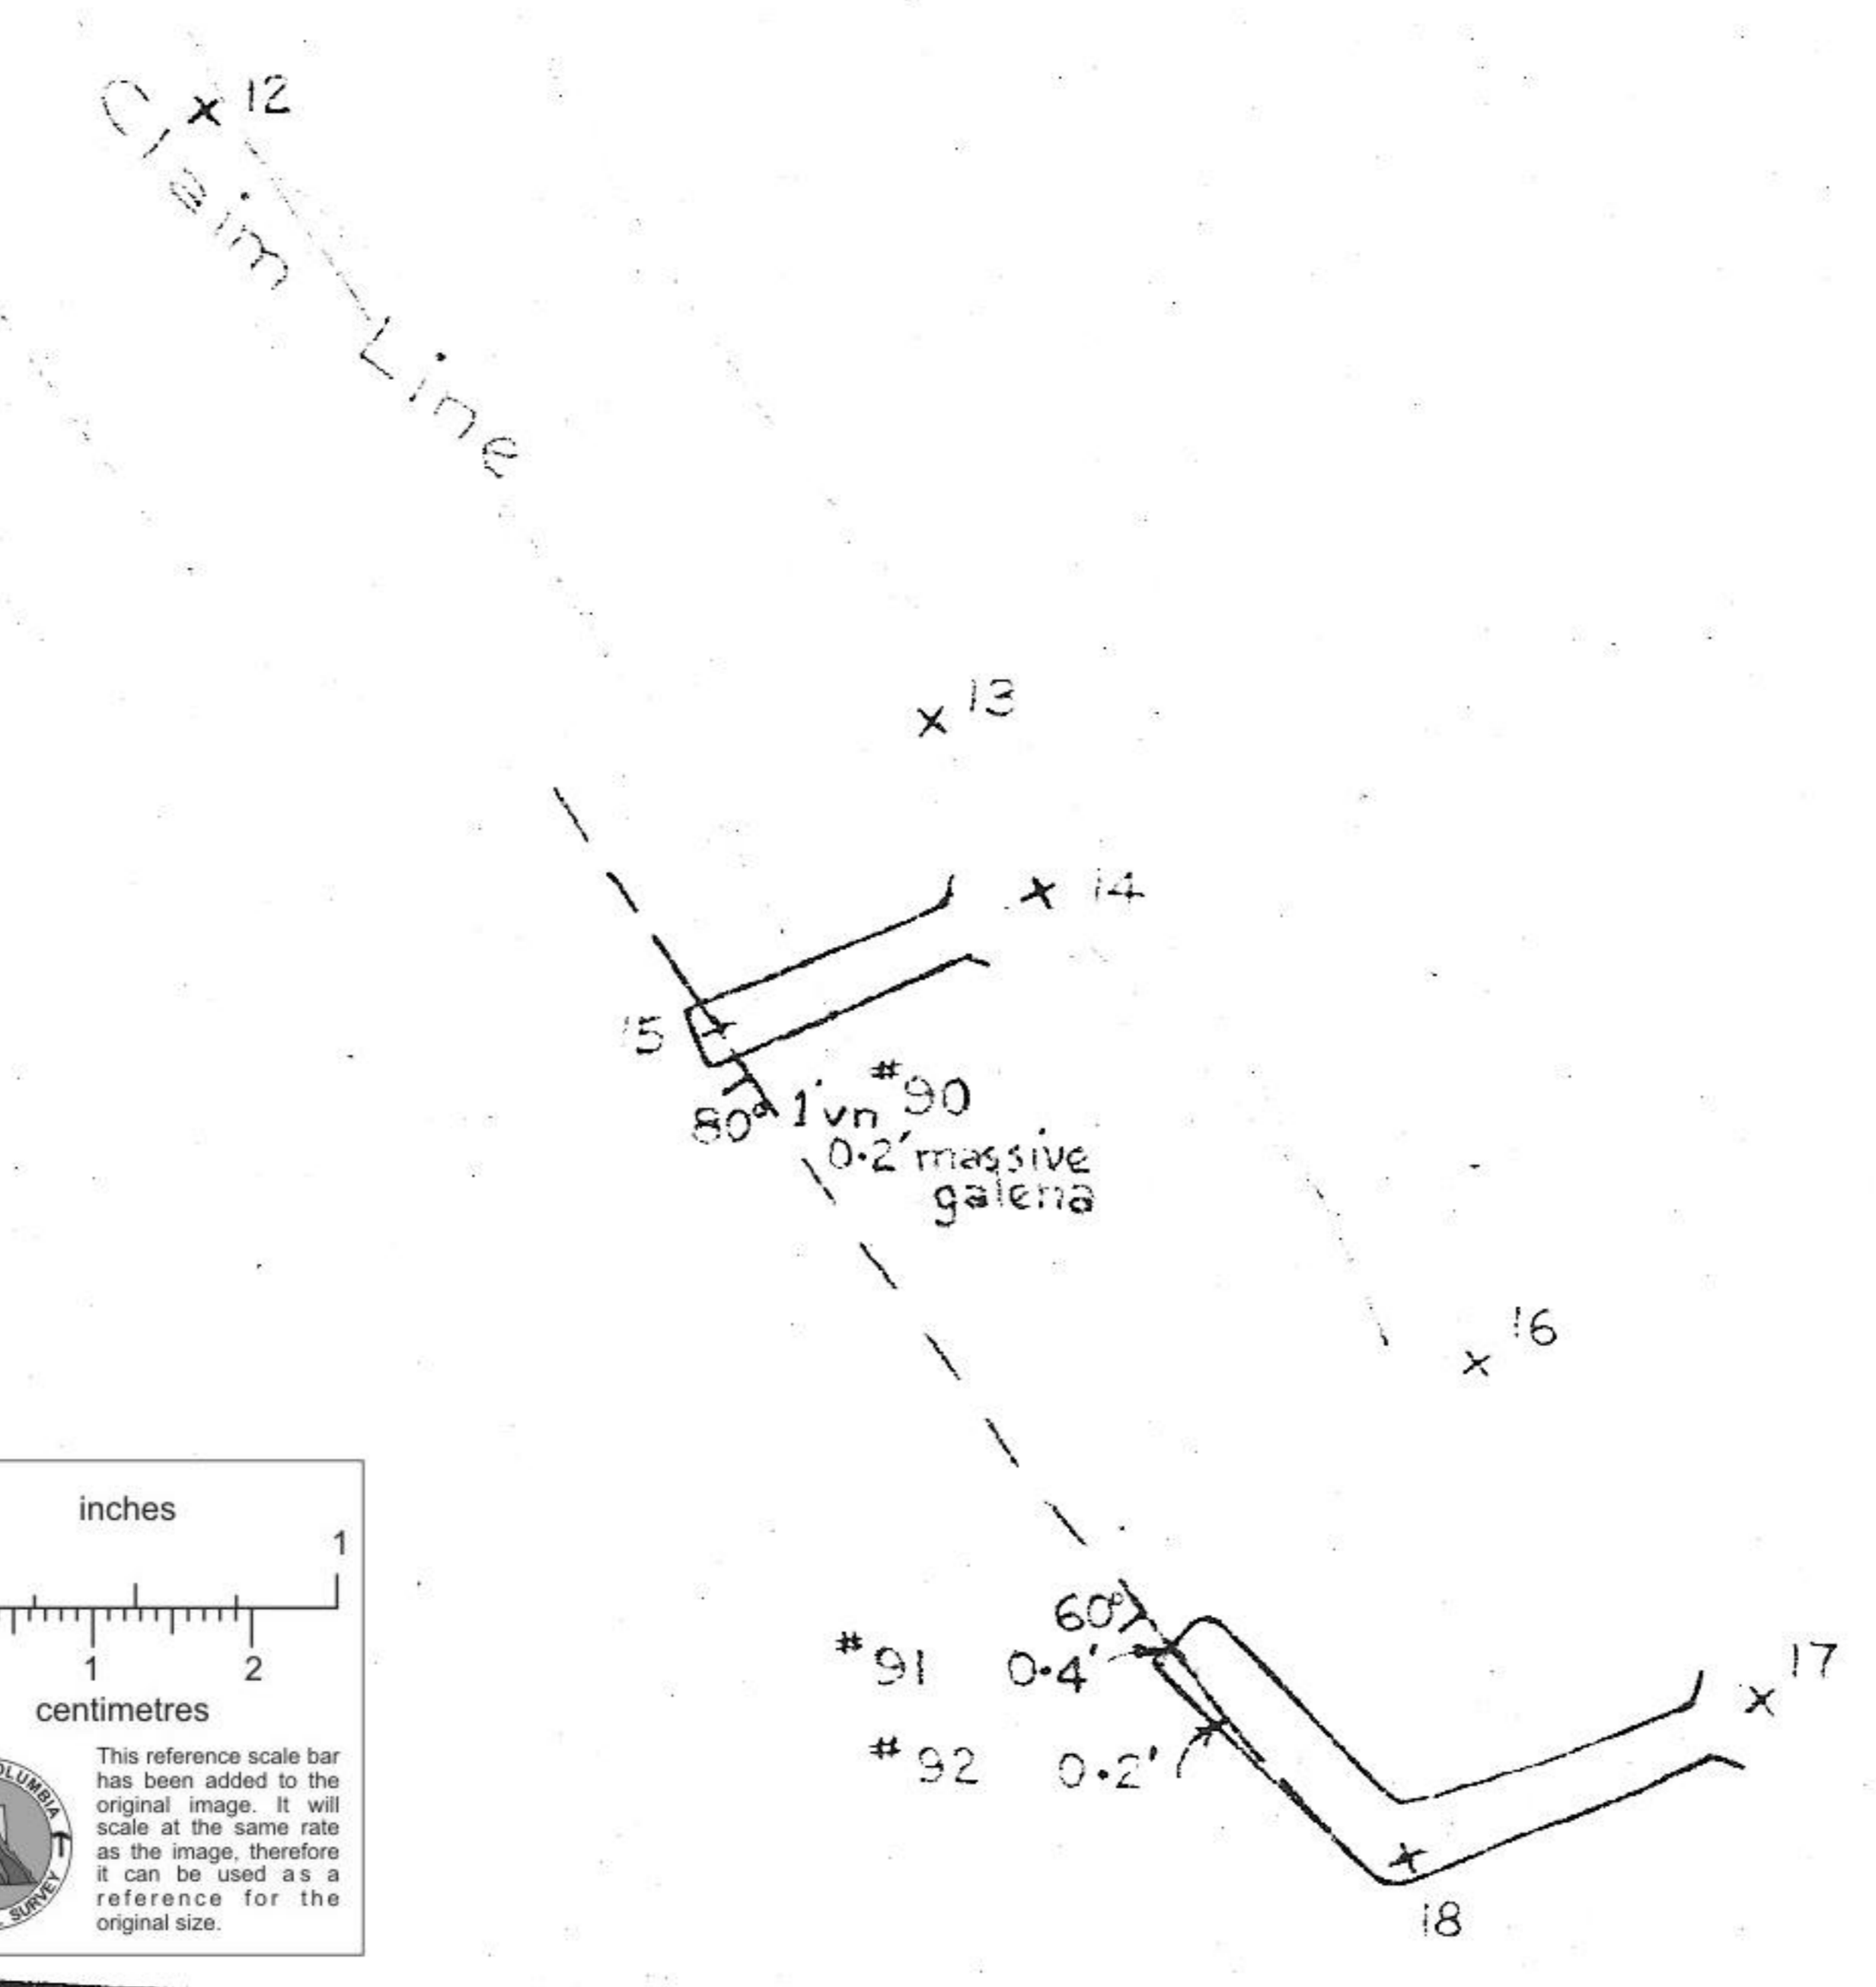 12
Claim Line
13
14
15
#90
80° 1' vn
0.2' massive
galena
16
60°
#91 0.4'
#92 0.2'
17
18
inches
1
1 2
centimetres
This reference scale bar
has been added to the
original image. It will
scale at the same rate
as the image, therefore
it can be used as a
reference for the
original size.
OLUMBIA
SURVEY